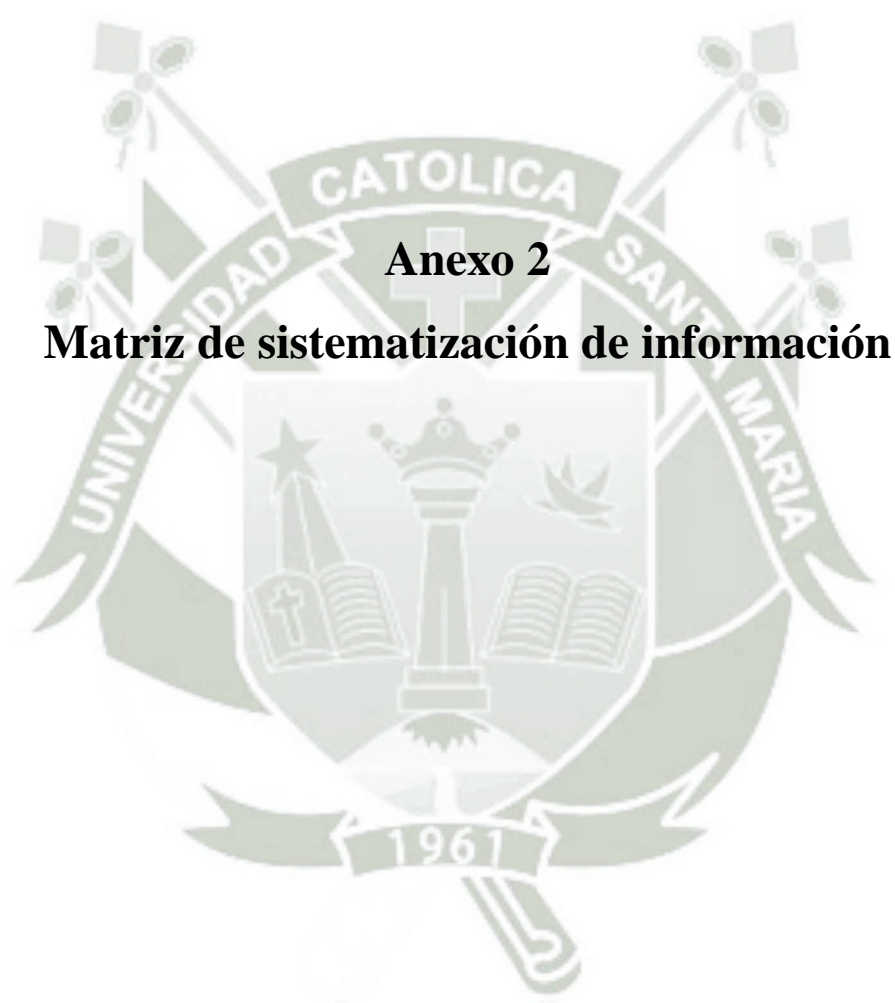 CATOLICA
Anexo 2
UNIVERSIDAD
SANTA MARIA
Matriz de sistematización de información
1961